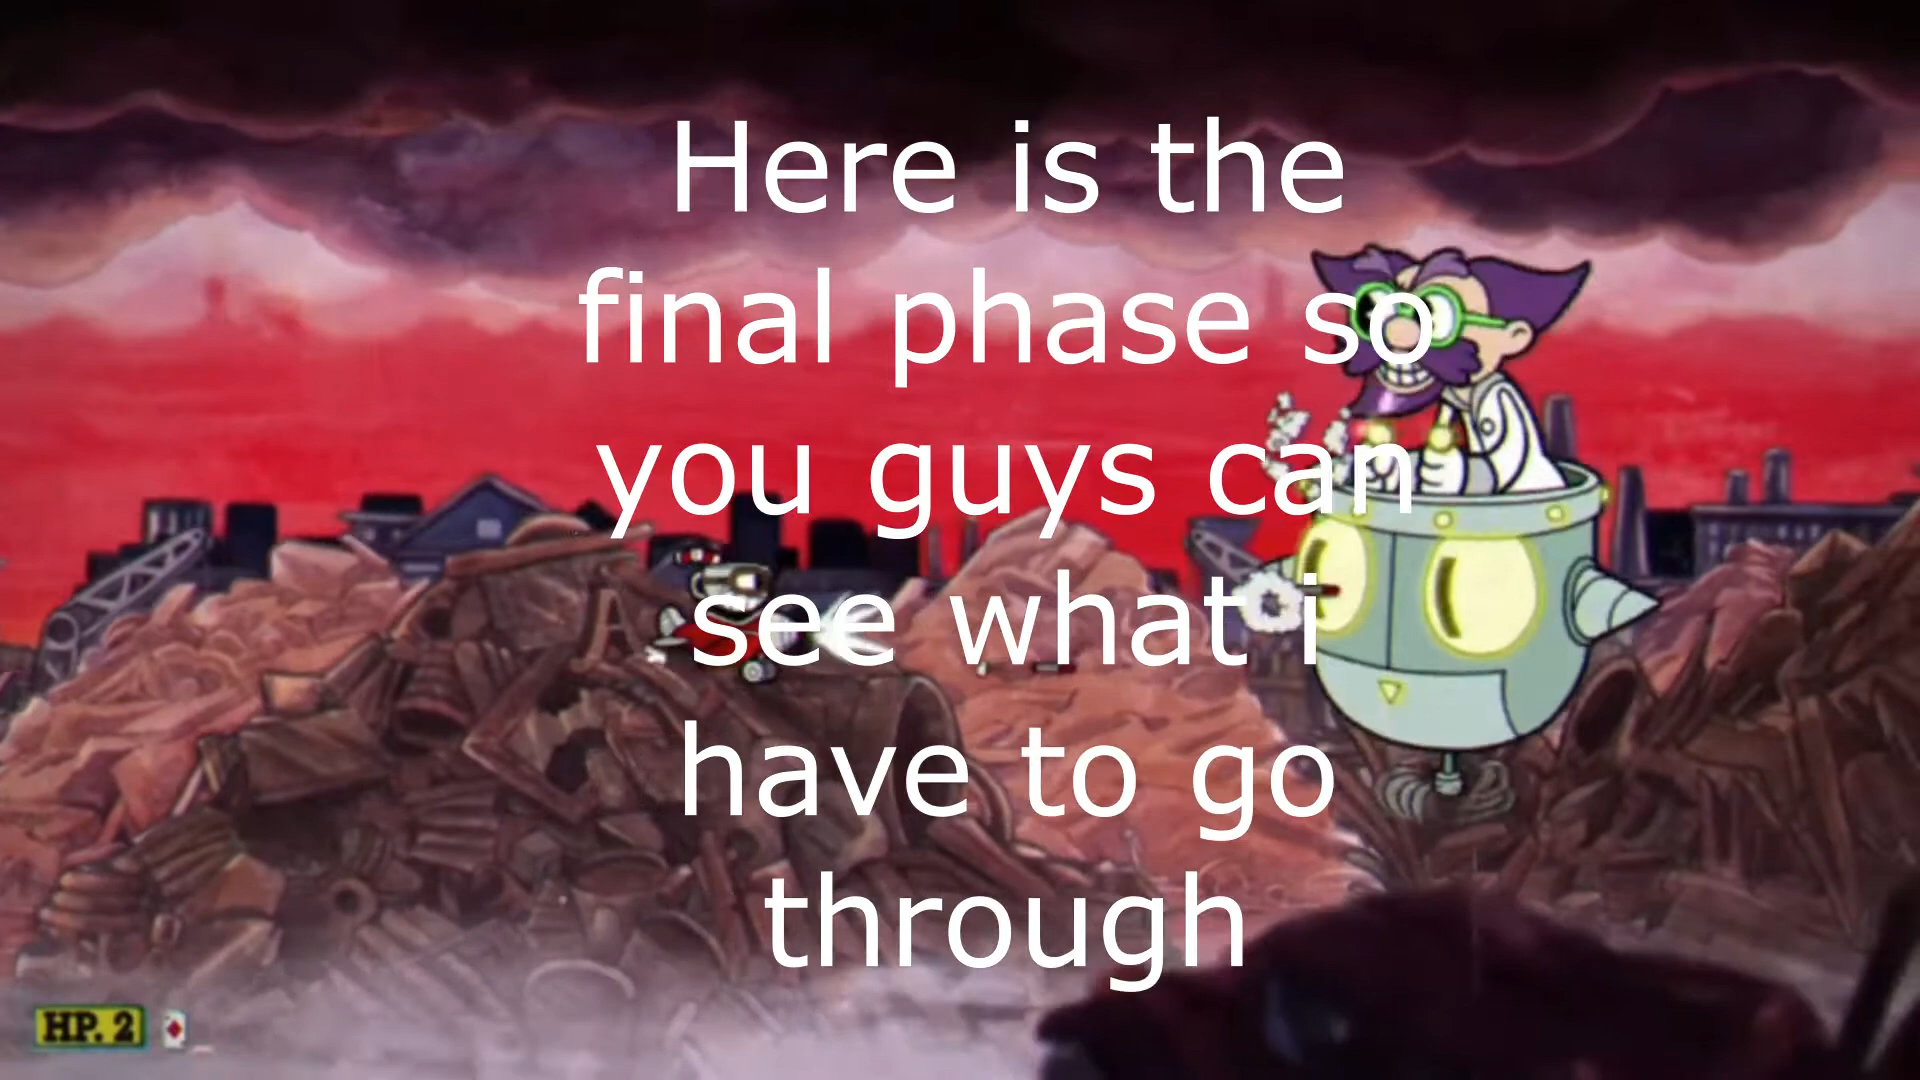 Here is the
final phase so
you guys can
see what i
have to go
through
HP. 2